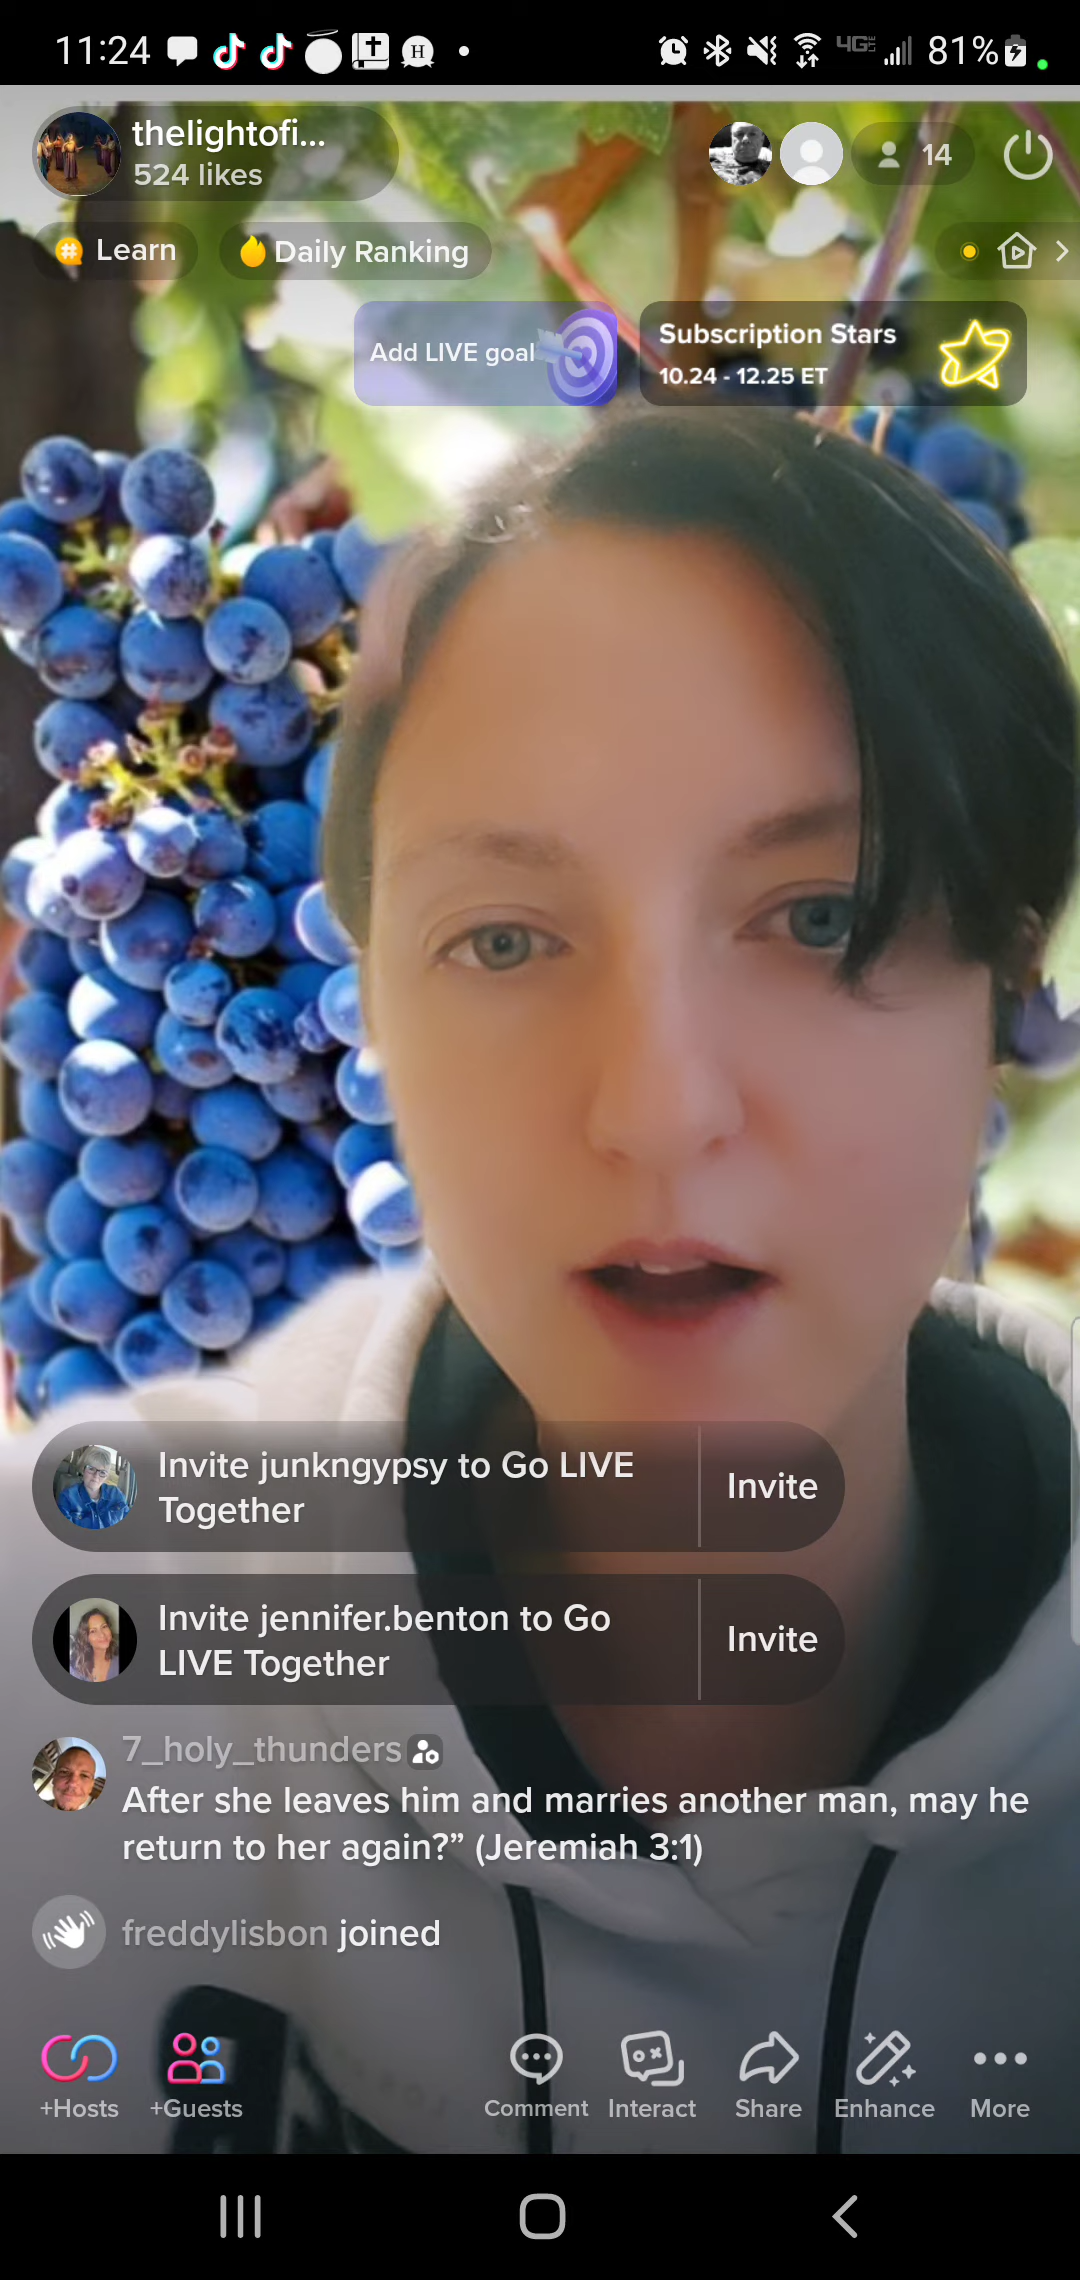 11:24
H
4G LTE
81%
thelightofi...
524 likes
14
Learn
Daily Ranking
Add LIVE goal
Subscription Stars
10.24 - 12.25 ET
Invite junkngypsy to Go LIVE
Together
Invite
Invite jennifer.benton to Go
LIVE Together
Invite
7_holy_thunders
After she leaves him and marries another man, may he
return to her again?” (Jeremiah 3:1)
freddylisbon joined
+Hosts
+Guests
Comment
Interact
Share
Enhance
More